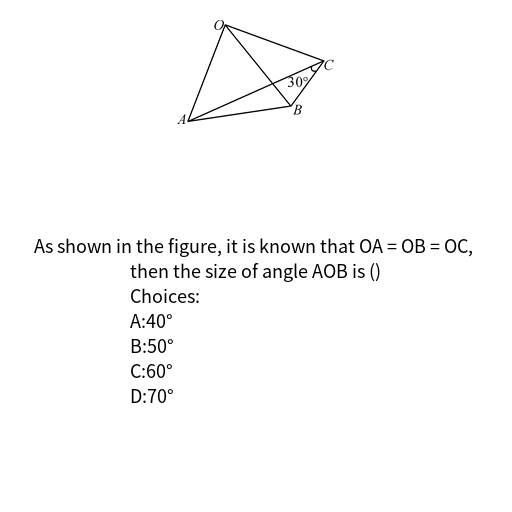 O
C
30°
B
A
As shown in the figure, it is known that OA = OB = OC,
then the size of angle AOB is ()
Choices:
A:40°
B:50°
C:60°
D:70°